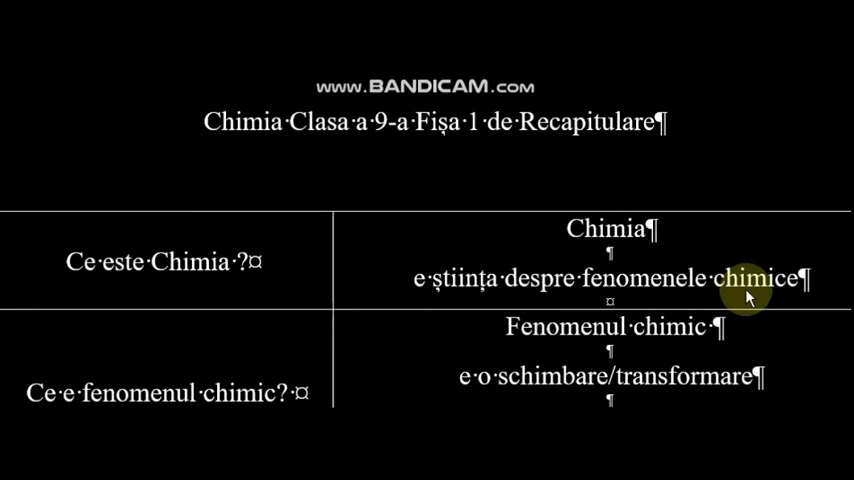 www.BANDICAM.com
Chimia Clasa a 9-a Fișa 1 de Recapitulare¶
Ce este Chimia ?¤
Chimia¶
¶
e știința despre fenomenele chimice¶
¤
Ce e fenomenul chimic? ¤
Fenomenul chimic ¶
¶
e o schimbare/transformare¶
¶